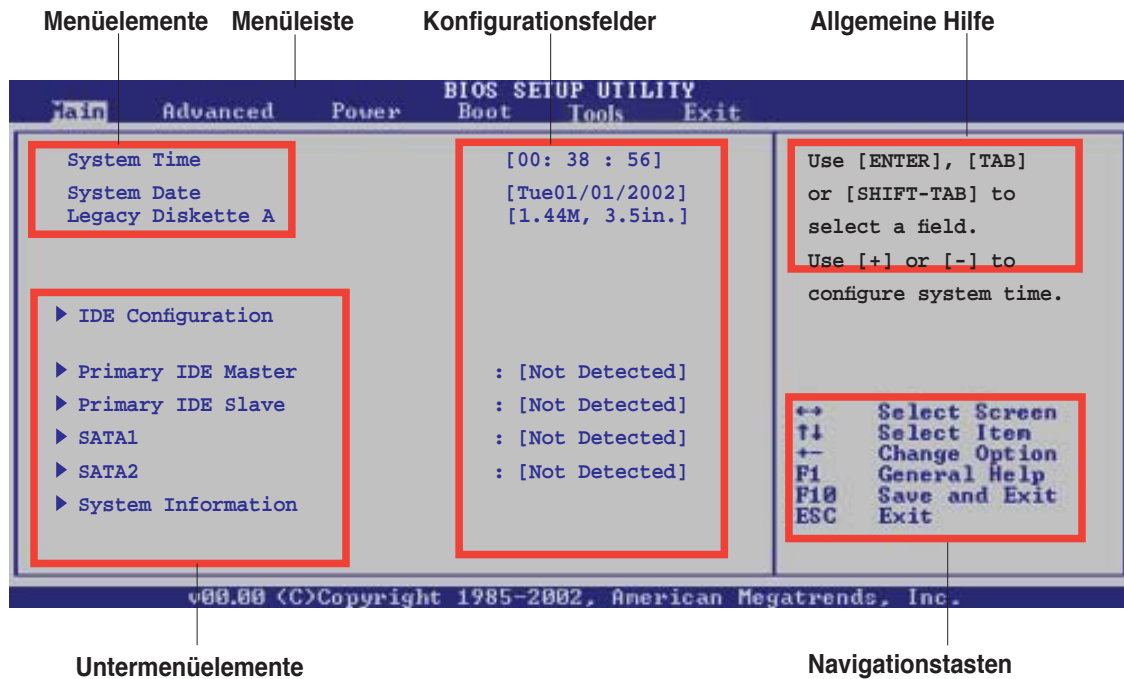 Menüelemente Menüleiste Konfigurationsfelder Allgemeine Hilfe
BIOS SETUP UTILITY
Main Advanced Power Boot Tools Exit
System Time [00: 38 : 56]
System Date [Tue01/01/2002]
Legacy Diskette A [1.44M, 3.5in.]
IDE Configuration
Primary IDE Master : [Not Detected]
Primary IDE Slave : [Not Detected]
SATA1 : [Not Detected]
SATA2 : [Not Detected]
System Information
Use [ENTER], [TAB]
or [SHIFT-TAB] to
select a field.
Use [+] or [-] to
configure system time.
←→ Select Screen
↑↓ Select Item
+- Change Option
F1 General Help
F10 Save and Exit
ESC Exit
v00.00 (C)Copyright 1985-2002, American Megatrends, Inc.
Untermenüelemente Navigationstasten